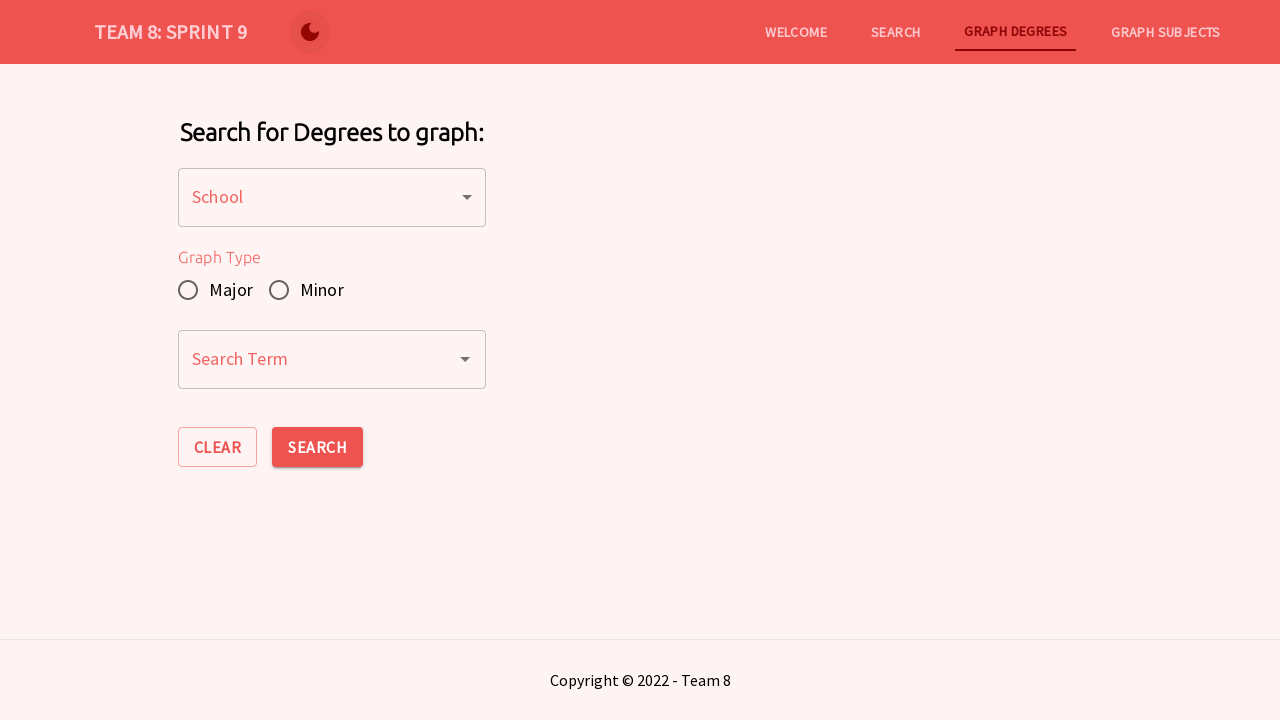 TEAM 8: SPRINT 9
WELCOME
SEARCH
GRAPH DEGREES
GRAPH SUBJECTS
Search for Degrees to graph:
School
Graph Type
Major
Minor
Search Term
CLEAR
SEARCH
Copyright © 2022 - Team 8